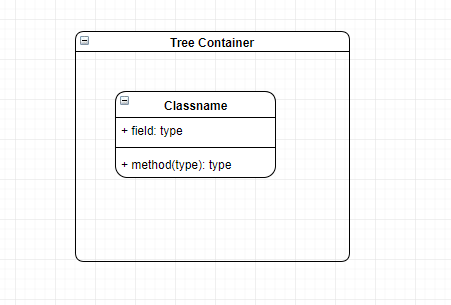 Tree Container
Classname
+ field: type
+ method(type): type